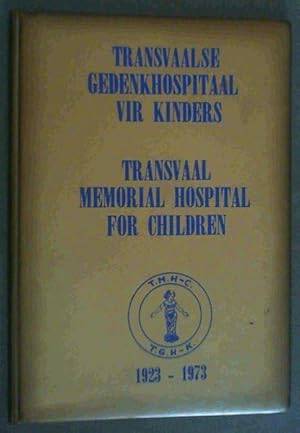 TRANSVAALSE
GEDENKHOSPITAAL
VIR KINDERS
TRANSVAAL
MEMORIAL HOSPITAL
FOR CHILDREN
T.M.H-C.
T.G.H-K.
1923 - 1973